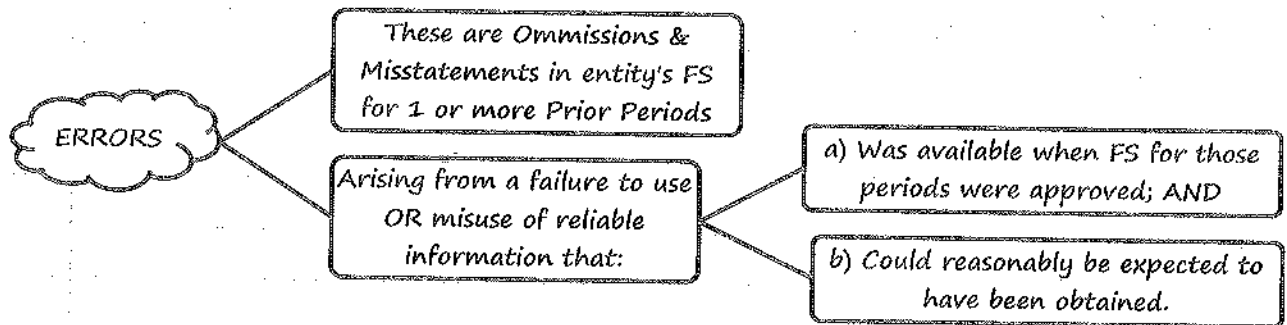 ERRORS
These are Ommissions &
Misstatements in entity's FS
for 1 or more Prior Periods
Arising from a failure to use
OR misuse of reliable
information that:
a) Was available when FS for those
periods were approved; AND
b) Could reasonably be expected to
have been obtained.